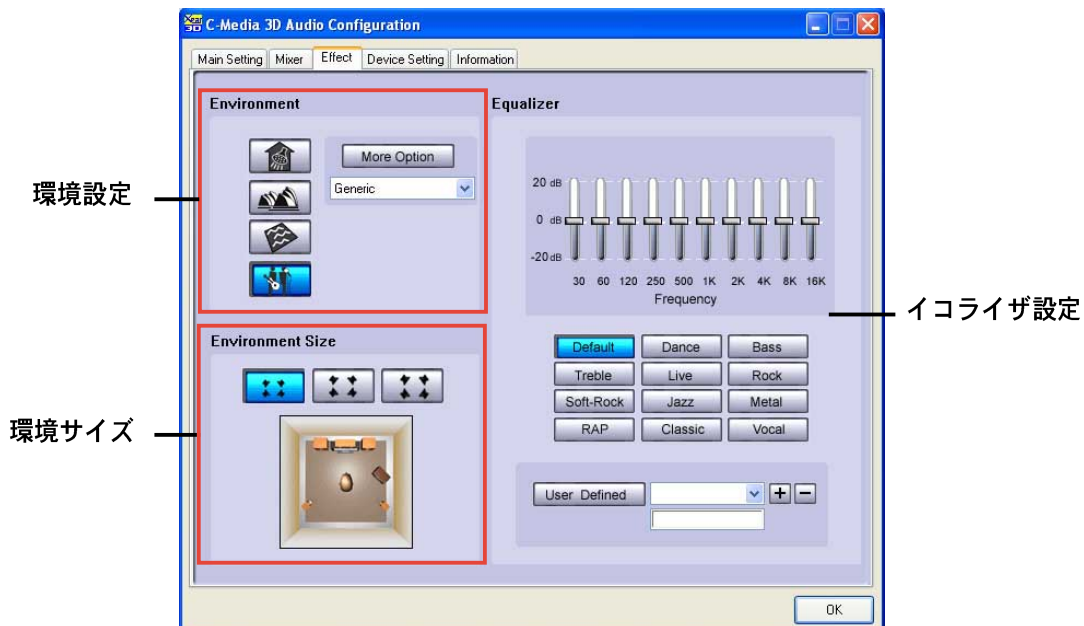 Xear 3D
C-Media 3D Audio Configuration
Main Setting Mixer Effect Device Setting Information
環境設定
Environment
More Option
Generic
環境サイズ
Environment Size
Equalizer
20 dB
0 dB
-20 dB
30 60 120 250 500 1K 2K 4K 8K 16K
Frequency
イコライザ設定
Default Dance Bass
Treble Live Rock
Soft-Rock Jazz Metal
RAP Classic Vocal
User Defined
OK